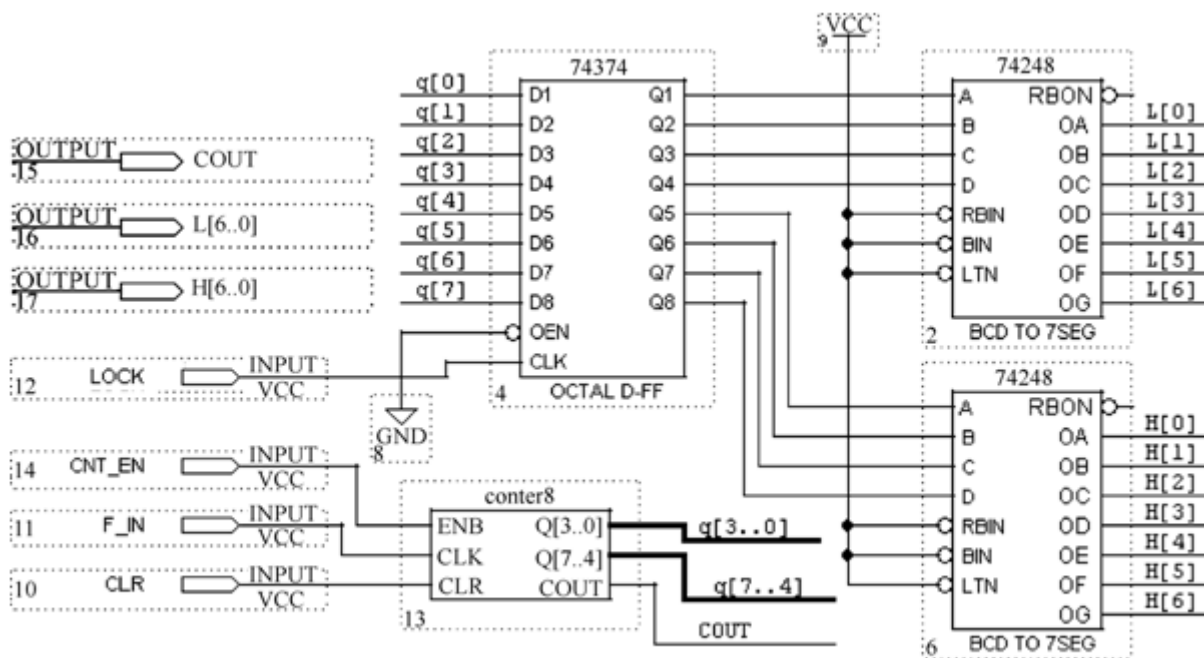 OUTPUT
15
COUT
OUTPUT
16
L[6..0]
OUTPUT
17
H[6..0]
12
LOCK
INPUT
VCC
14
CNT_EN
INPUT
VCC
11
F_IN
INPUT
VCC
10
CLR
INPUT
VCC
GND
8
74374
q[0] D1 Q1
q[1] D2 Q2
q[2] D3 Q3
q[3] D4 Q4
q[4] D5 Q5
q[5] D6 Q6
q[6] D7 Q7
q[7] D8 Q8
OEN
CLK
4
OCTAL D-FF
conter8
ENB Q[3..0] q[3..0]
CLK Q[7..4] q[7..4]
CLR COUT
COUT
13
VCC
9
74248
A RBON
B OA L[0]
C OB L[1]
D OC L[2]
RBIN OD L[3]
BIN OE L[4]
LTN OF L[5]
OG L[6]
2
BCD TO 7SEG
74248
A RBON
B OA H[0]
C OB H[1]
D OC H[2]
RBIN OD H[3]
BIN OE H[4]
LTN OF H[5]
OG H[6]
6
BCD TO 7SEG